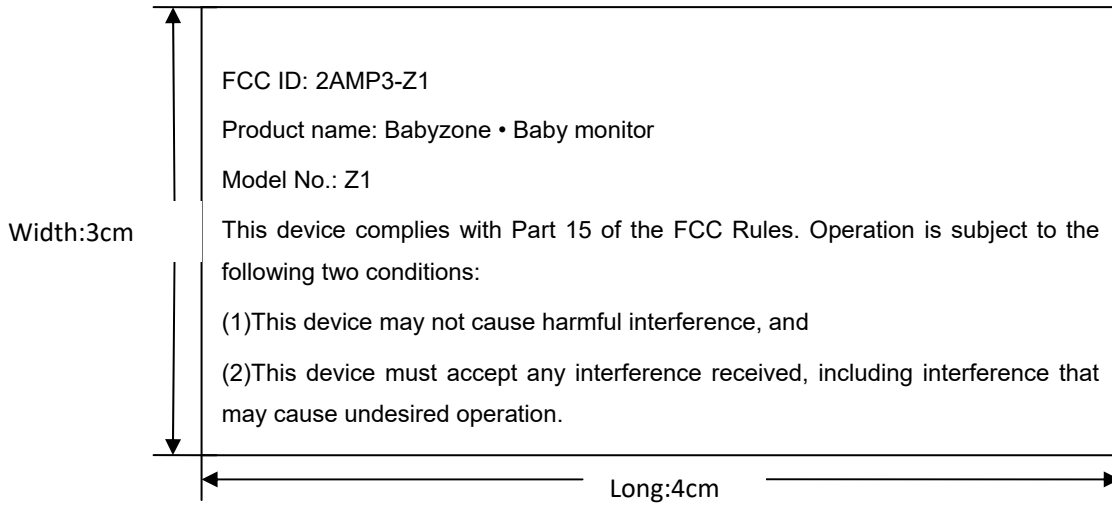 FCC ID: 2AMP3-Z1
Product name: Babyzone • Baby monitor
Model No.: Z1
Width:3cm
This device complies with Part 15 of the FCC Rules. Operation is subject to the
following two conditions:
(1)This device may not cause harmful interference, and
(2)This device must accept any interference received, including interference that
may cause undesired operation.
Long:4cm